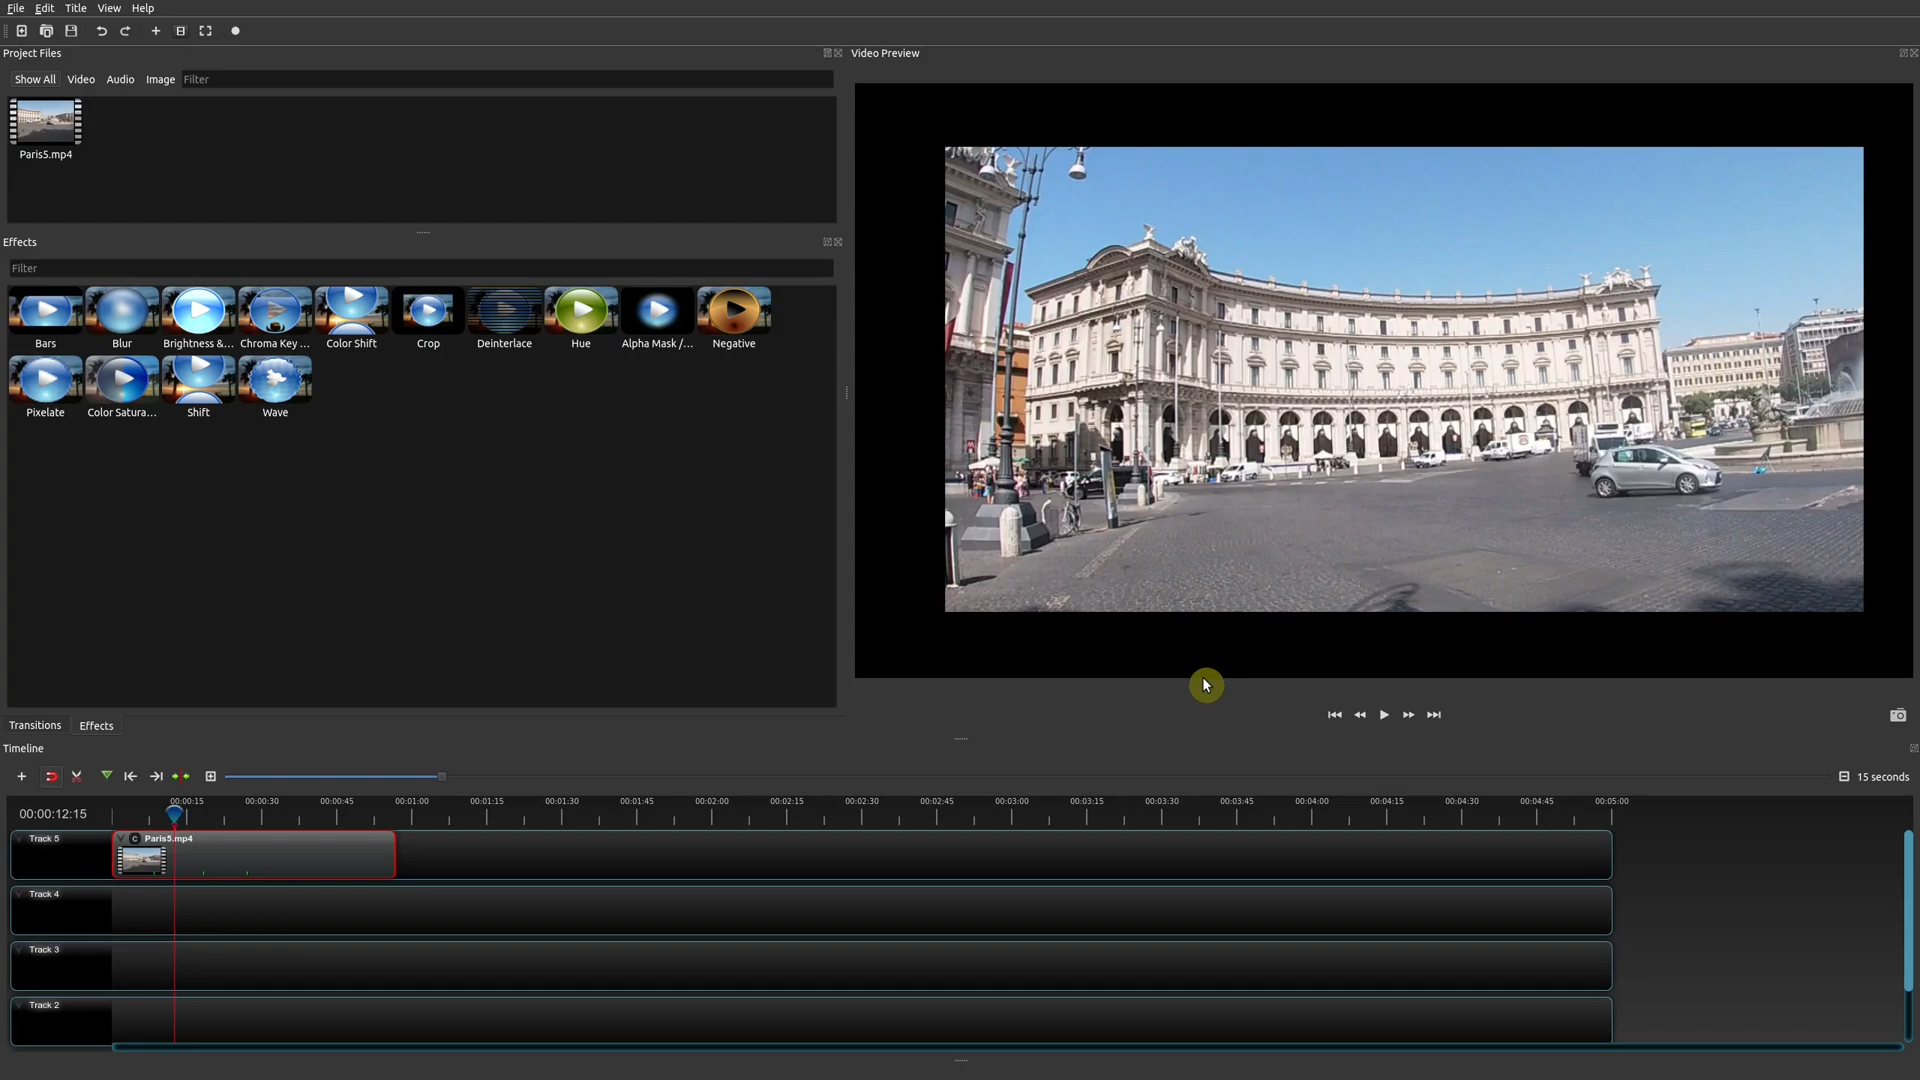 File Edit Title View Help
Project Files
Video Preview
Show All Video Audio Image Filter
Paris5.mp4
Effects
Filter
Bars Blur Brightness &... Chroma Key ... Color Shift Crop Deinterlace Hue Alpha Mask /... Negative
Pixelate Color Satura... Shift Wave
Transitions Effects
Timeline
15 seconds
00:00:12:15
00:00:15 00:00:30 00:00:45 00:01:00 00:01:15 00:01:30 00:01:45 00:02:00 00:02:15 00:02:30 00:02:45 00:03:00 00:03:15 00:03:30 00:03:45 00:04:00 00:04:15 00:04:30 00:04:45 00:05:00
Track 5
C Paris5.mp4
Track 4
Track 3
Track 2